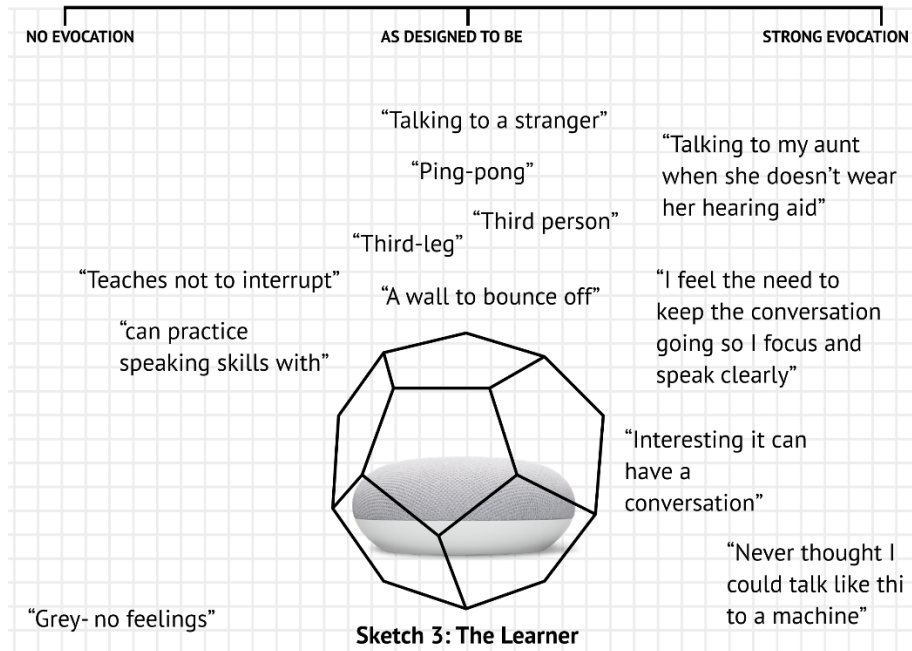 NO EVOCATION
AS DESIGNED TO BE
STRONG EVOCATION
“Talking to a stranger”
“Talking to my aunt
when she doesn’t wear
her hearing aid”
“Ping-pong”
“Third person”
“Third-leg”
“Teaches not to interrupt”
“I feel the need to
keep the conversation
going so I focus and
speak clearly”
“A wall to bounce off”
“can practice
speaking skills with”
“Interesting it can
have a
conversation”
“Never thought I
could talk like thi
to a machine”
“Grey- no feelings”
Sketch 3: The Learner